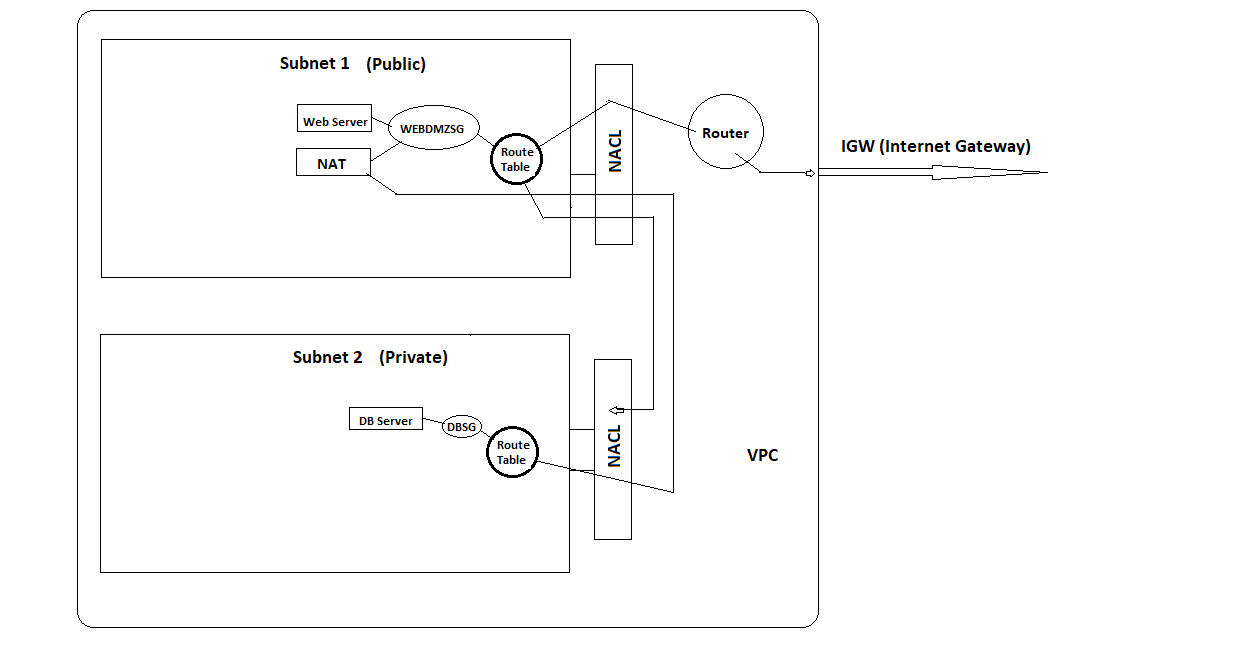 Subnet 1 (Public)
Web Server
WEBDMZSG
NAT
Route
Table
NACL
Router
IGW (Internet Gateway)
Subnet 2 (Private)
DB Server
DBSG
Route
Table
NACL
VPC